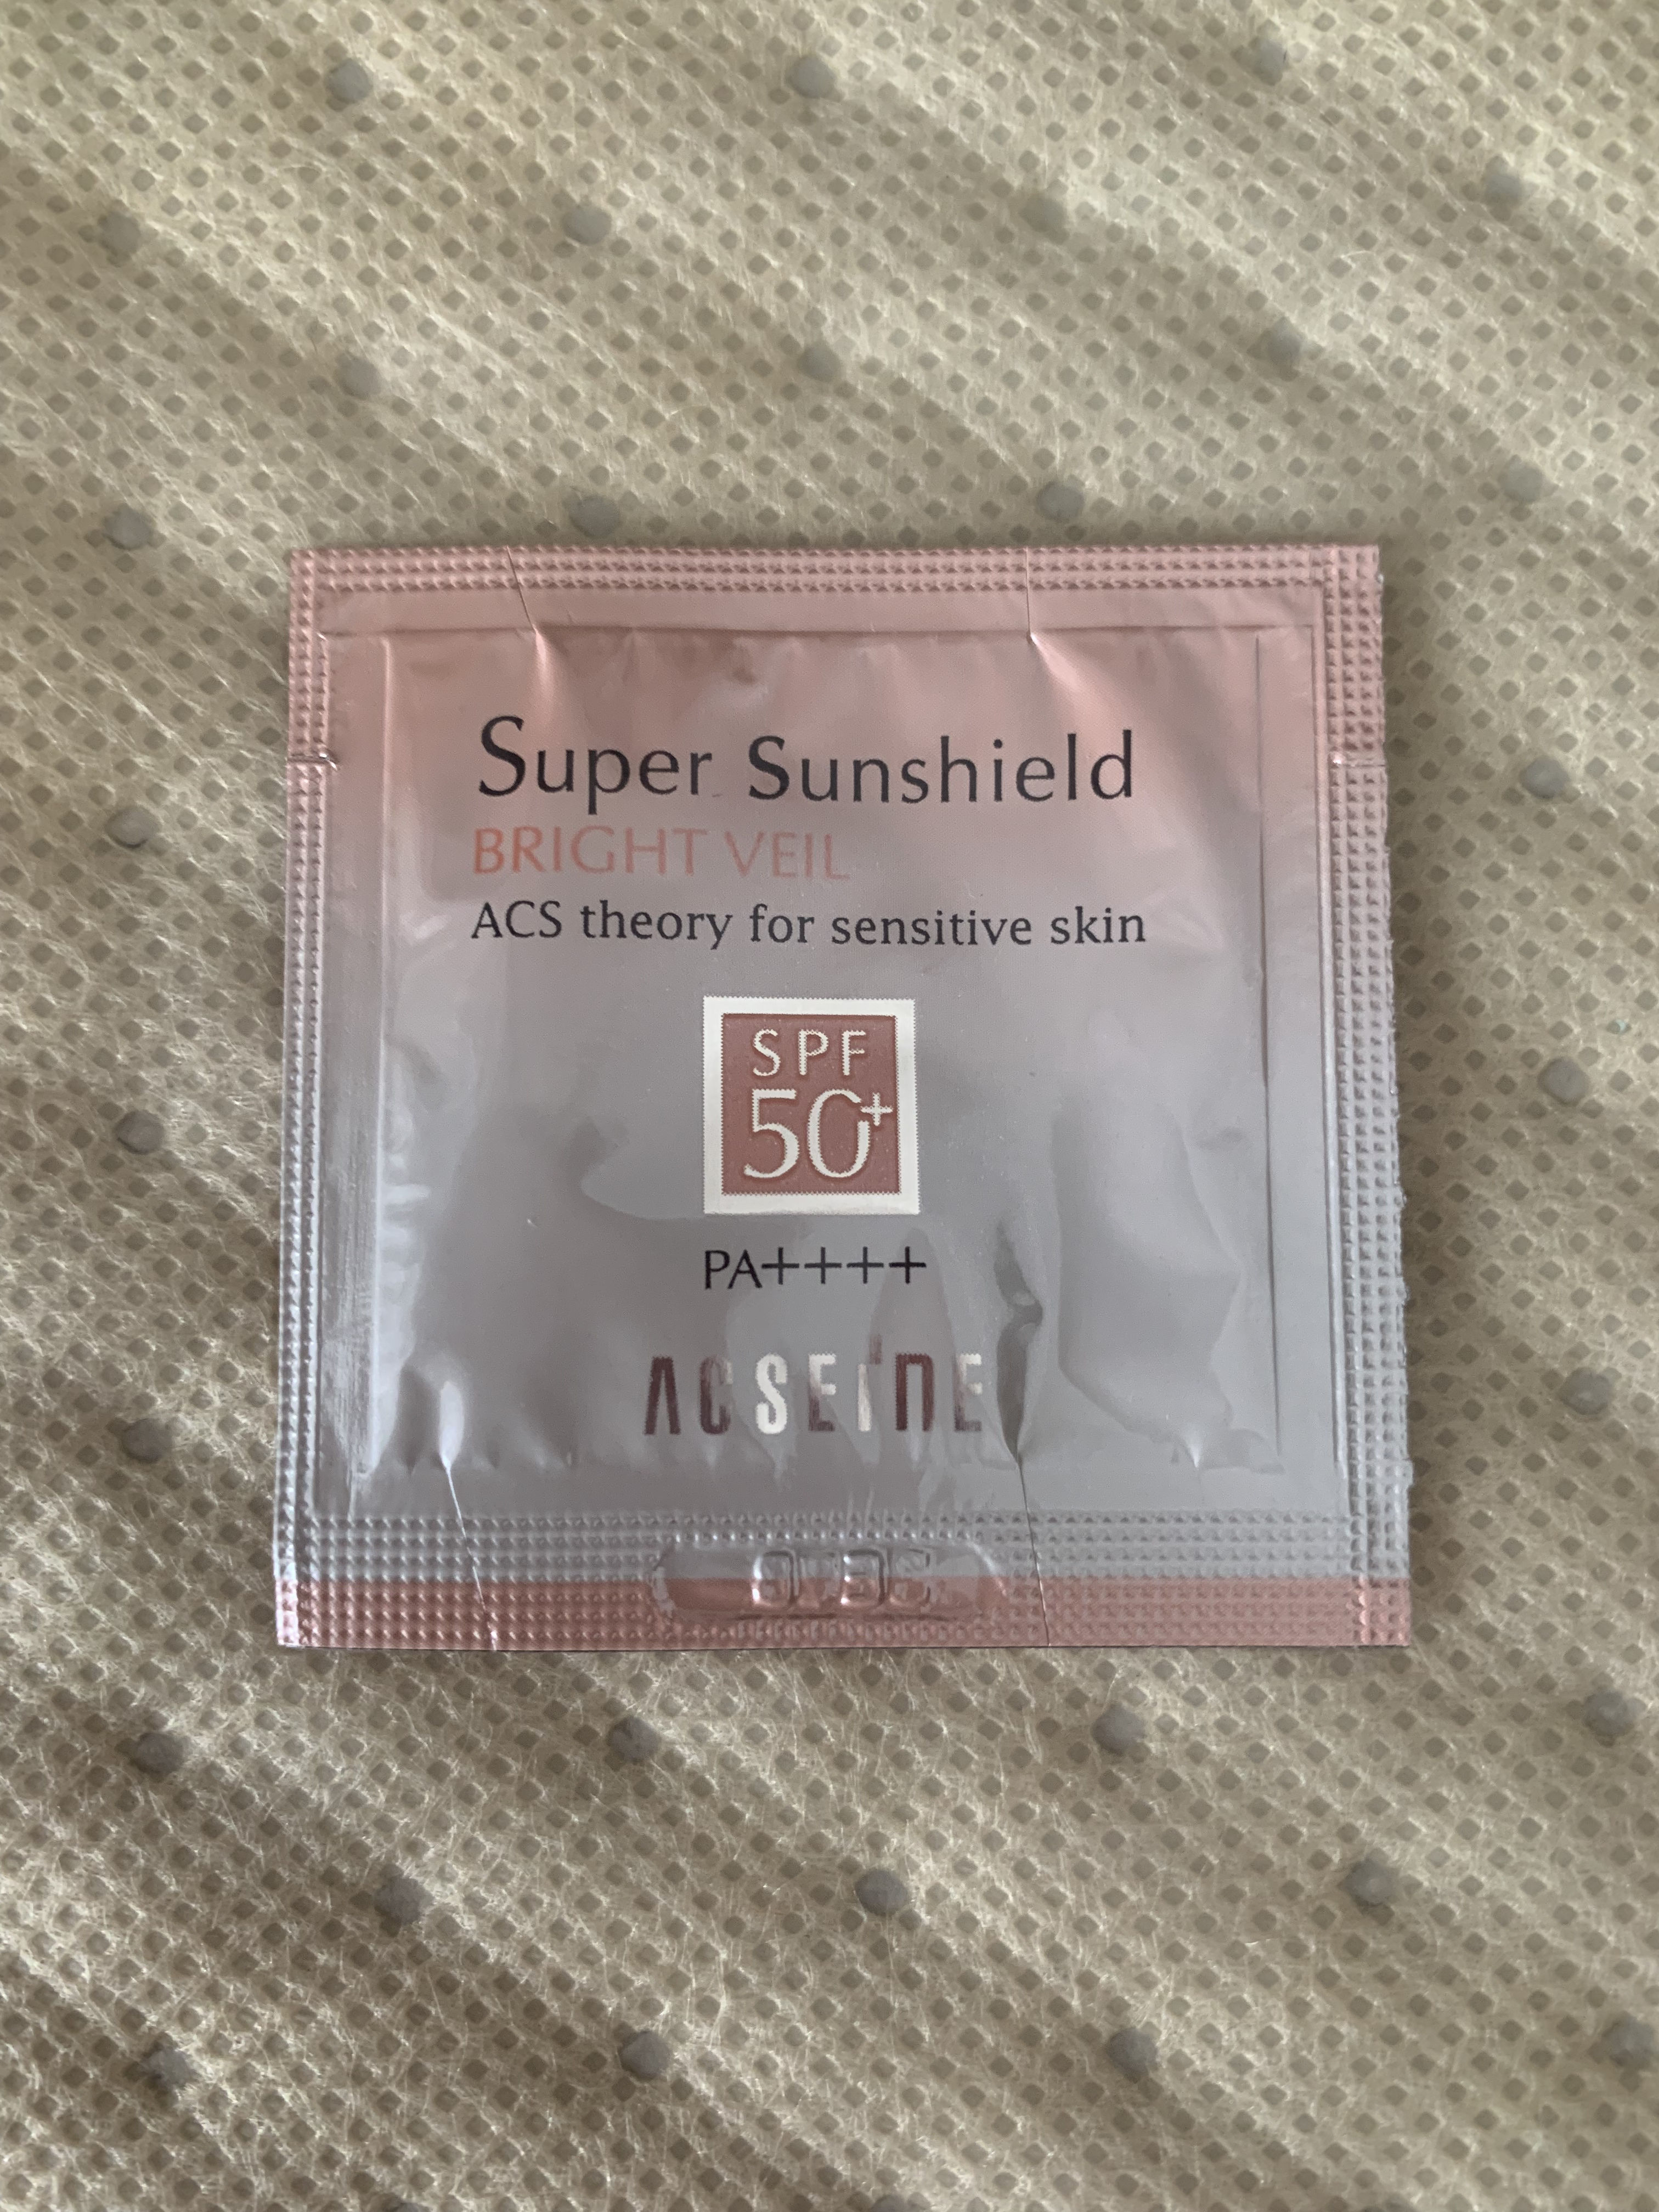 Super Sunshield
BRIGHT VEIL
ACS theory for sensitive skin
SPF
50+
PA++++
ACSEINE